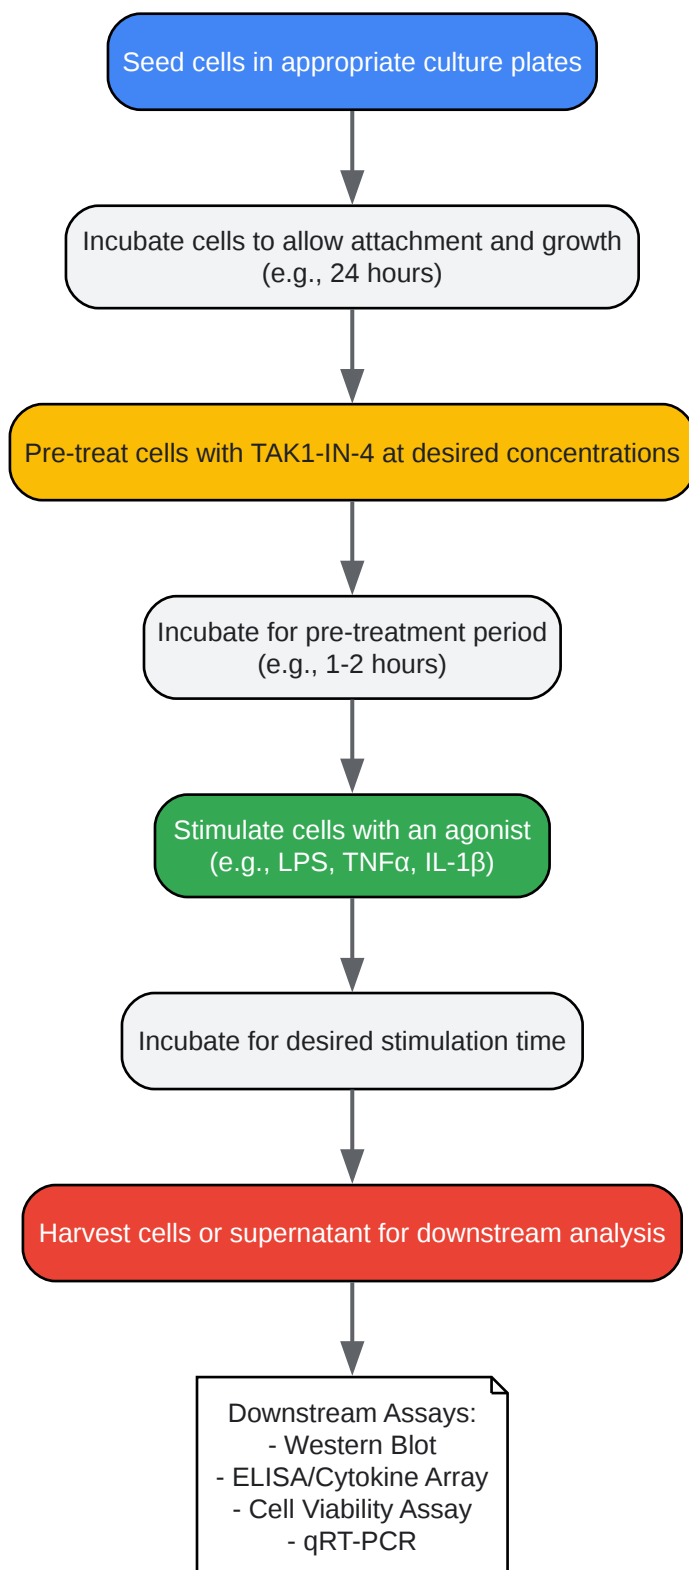 Seed cells in appropriate culture plates
Incubate cells to allow attachment and growth
(e.g., 24 hours)
Pre-treat cells with TAK1-IN-4 at desired concentrations
Incubate for pre-treatment period
(e.g., 1-2 hours)
Stimulate cells with an agonist
(e.g., LPS, TNFα, IL-1β)
Incubate for desired stimulation time
Harvest cells or supernatant for downstream analysis
Downstream Assays:
- Western Blot
- ELISA/Cytokine Array
- Cell Viability Assay
- qRT-PCR